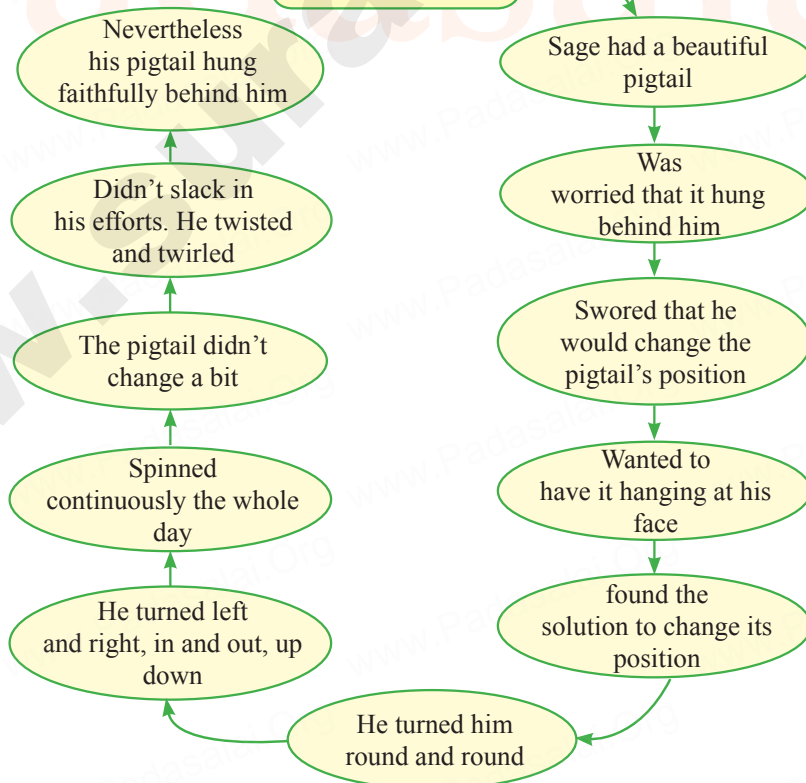 Sage had a beautiful
pigtail
Was
worried that it hung
behind him
Swored that he
would change the
pigtail's position
Wanted to
have it hanging at his
face
found the
solution to change its
position
He turned him
round and round
He turned left
and right, in and out, up
down
Spinned
continuously the whole
day
The pigtail didn't
change a bit
Didn't slack in
his efforts. He twisted
and twirled
Nevertheless
his pigtail hung
faithfully behind him